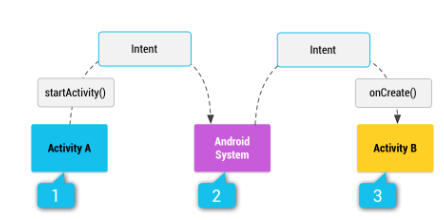 Intent
Intent
startActivity()
onCreate()
Activity A
Android
System
Activity B
1
2
3